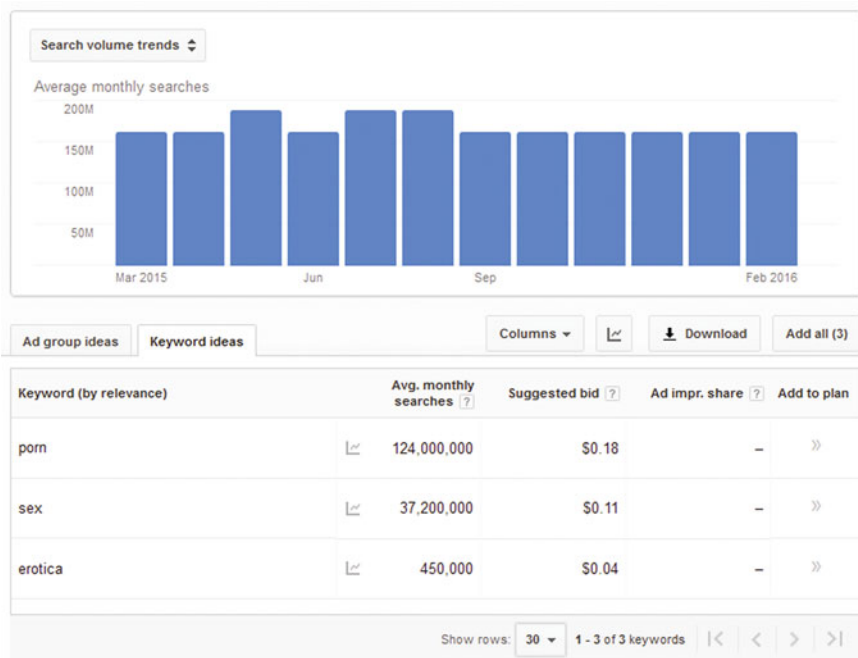 Search volume trends
Average monthly searches
200M
150M
100M
50M
Mar 2015 Jun Sep Feb 2016
Ad group ideas Keyword ideas Columns Download Add all (3)
Keyword (by relevance) Avg. monthly searches ? Suggested bid ? Ad impr. share ? Add to plan
porn 124,000,000 $0.18 – »
sex 37,200,000 $0.11 – »
erotica 450,000 $0.04 – »
Show rows: 30 1 - 3 of 3 keywords |< < > >|